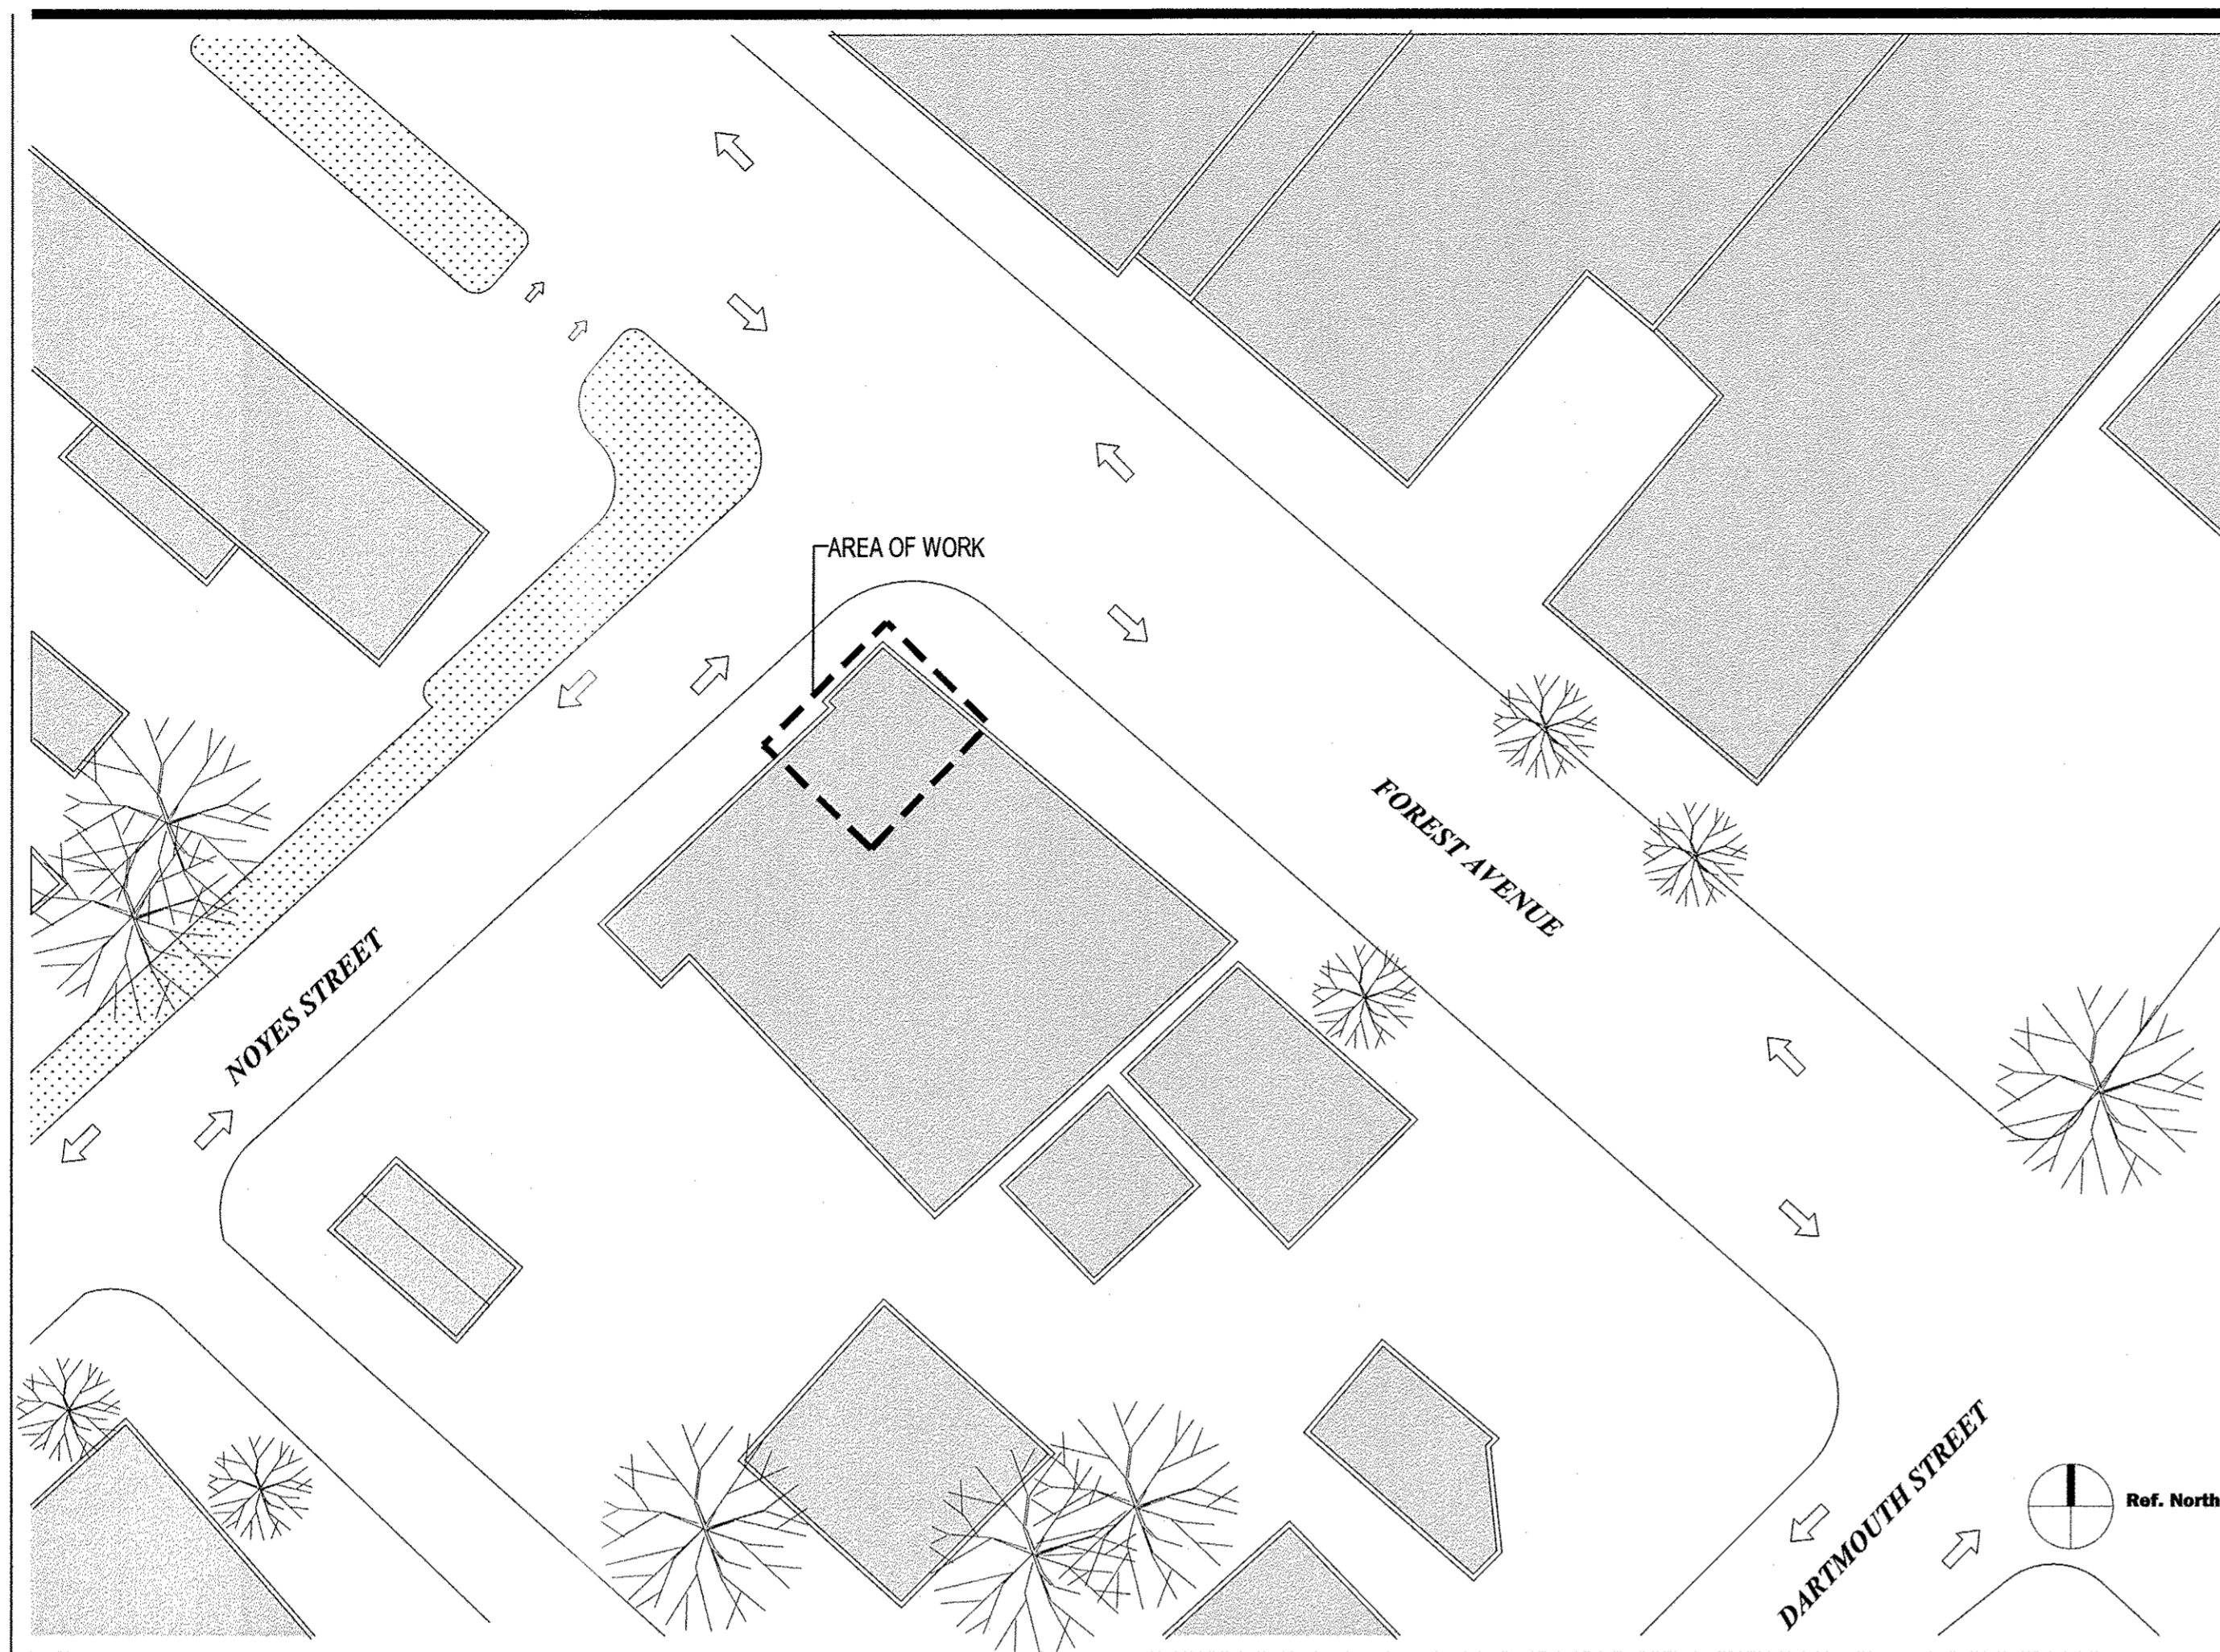 AREA OF WORK
FOREST AVENUE
NOYES STREET
DARTMOUTH STREET
Ref. North